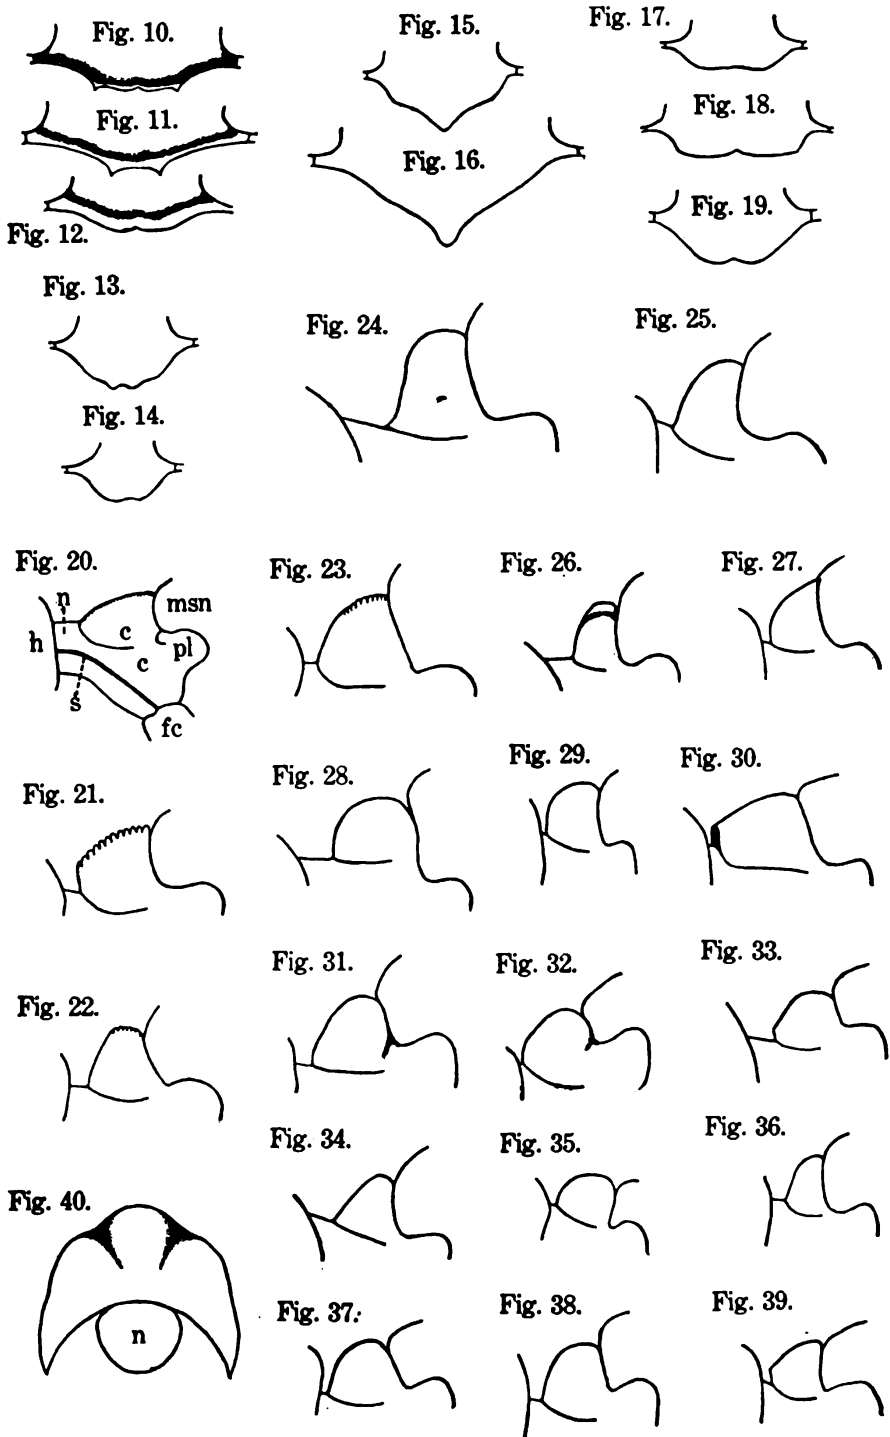 Fig. 10.
Fig. 11.
Fig. 12.
Fig. 13.
Fig. 14.
Fig. 15.
Fig. 16.
Fig. 17.
Fig. 18.
Fig. 19.
Fig. 24.
Fig. 25.
Fig. 20.
n
msn
c
h
pl
c
s
fc
Fig. 23.
Fig. 26.
Fig. 27.
Fig. 21.
Fig. 28.
Fig. 29.
Fig. 30.
Fig. 22.
Fig. 31.
Fig. 32.
Fig. 33.
Fig. 34.
Fig. 35.
Fig. 36.
Fig. 40.
n
Fig. 37.
Fig. 38.
Fig. 39.